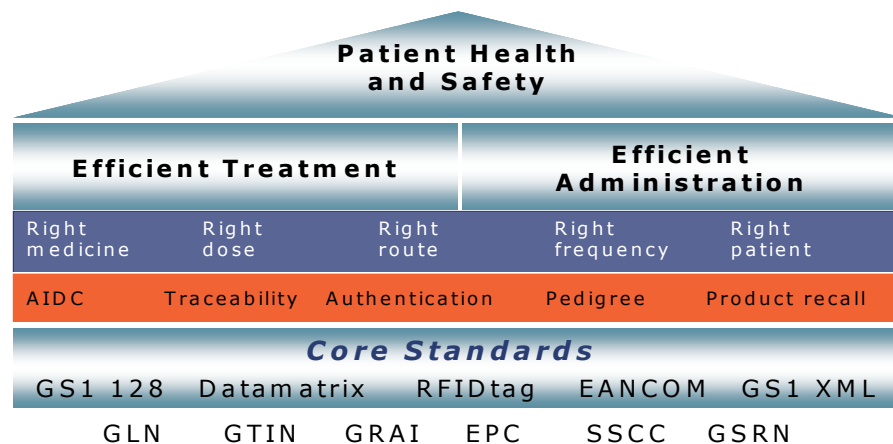 Patient Health
and Safety
Efficient Treatment
Efficient
Administration
Right medicine Right dose Right route Right frequency Right patient
AIDC Traceability Authentication Pedigree Product recall
Core Standards
GS1 128 Datamatrix RFIDtag EANCOM GS1 XML
GLN GTIN GRAI EPC SSCC GSRN